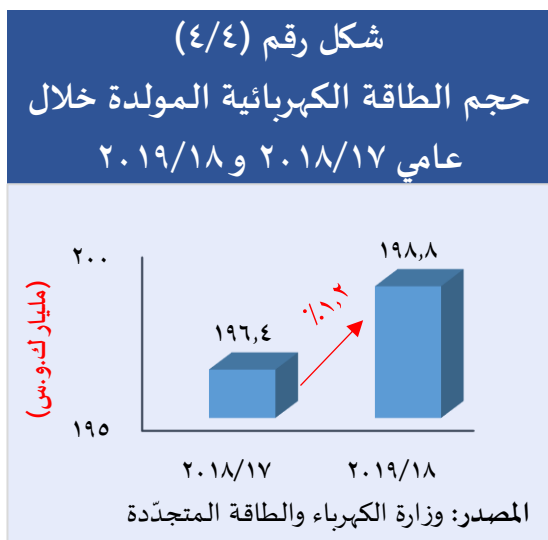 شكل رقم (٤/٤)
حجم الطاقة الكهربائية المولدة خلال
عامي ٢٠١٨/١٧ و ٢٠١٩/١٨
(مليار ك.و.س)
٢٠٠
١٩٥
١٩٦,٤
١٩٨,٨
٪١,٢
٢٠١٨/١٧
٢٠١٩/١٨
المصدر: وزارة الكهرباء والطاقة المتجدّدة